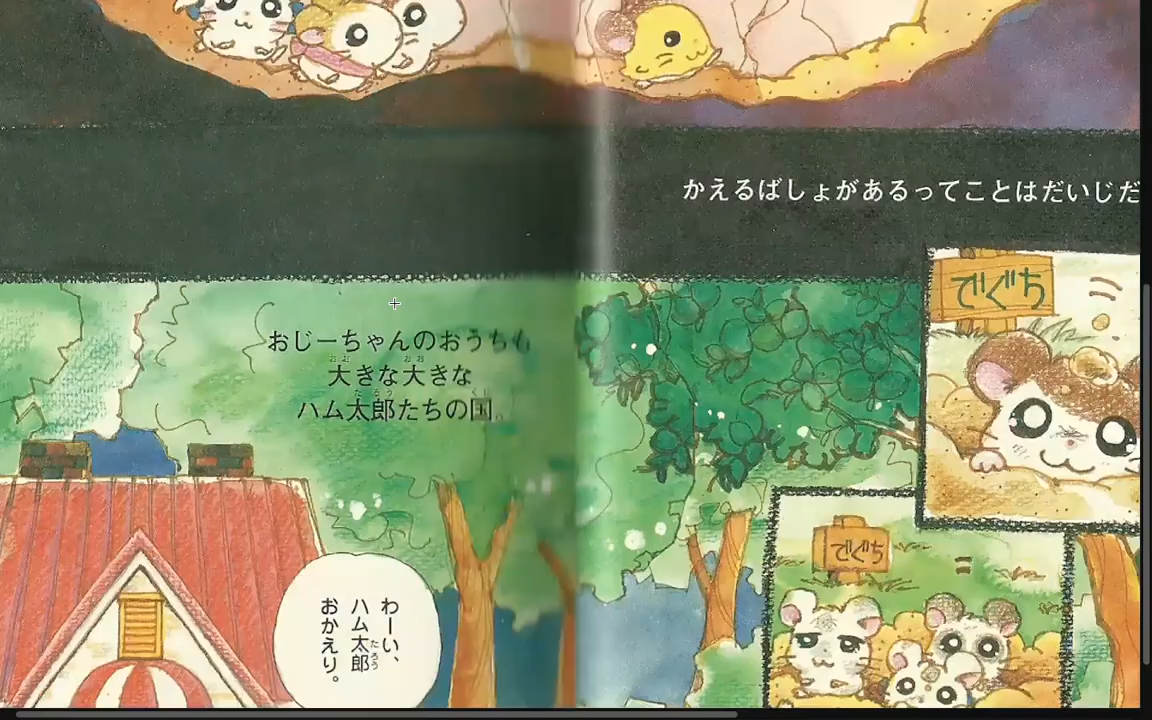 かえるばしょがあるってことはだいじだ
でぐち
おじーちゃんのおうちも
大きな大きな
ハム太郎たちの国。
でぐち
わーい、
ハム太郎
おかえり。